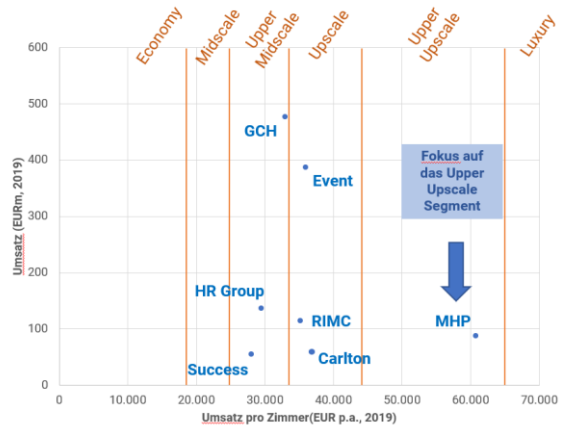 Economy
Midscale
Upper
Midscale
Upscale
Upper
Upscale
Luxury
600
500
400
300
200
100
0
Umsatz (EURm, 2019)
GCH
Event
Fokus auf
das Upper
Upscale
Segment
HR Group
RIMC
MHP
Success
Carlton
0
10.000
20.000
30.000
40.000
50.000
60.000
70.000
Umsatz pro Zimmer(EUR p.a., 2019)